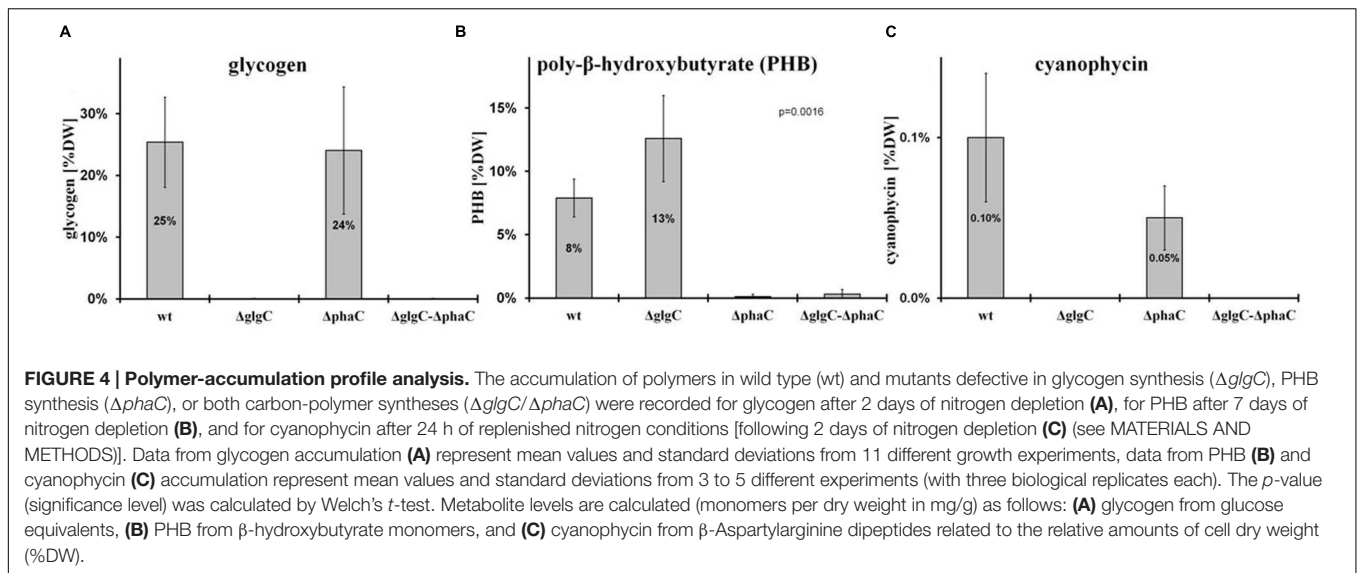 A
glycogen
glycogen [%DW]
30%
20%
10%
0%
25%
24%
wt
ΔglgC
ΔphaC
ΔglgC-ΔphaC
B
poly-β-hydroxybutyrate (PHB)
PHB [%DW]
15%
10%
5%
0%
p=0.0016
8%
13%
wt
ΔglgC
ΔphaC
ΔglgC-ΔphaC
C
cyanophycin
cyanophycin [%DW]
0.1%
0.0%
0.10%
0.05%
wt
ΔglgC
ΔphaC
ΔglgC-ΔphaC
FIGURE 4 | Polymer-accumulation profile analysis. The accumulation of polymers in wild type (wt) and mutants defective in glycogen synthesis (ΔglgC), PHB
synthesis (ΔphaC), or both carbon-polymer syntheses (ΔglgC/ΔphaC) were recorded for glycogen after 2 days of nitrogen depletion (A), for PHB after 7 days of
nitrogen depletion (B), and for cyanophycin after 24 h of replenished nitrogen conditions [following 2 days of nitrogen depletion (C) (see MATERIALS AND
METHODS)]. Data from glycogen accumulation (A) represent mean values and standard deviations from 11 different growth experiments, data from PHB (B) and
cyanophycin (C) accumulation represent mean values and standard deviations from 3 to 5 different experiments (with three biological replicates each). The p-value
(significance level) was calculated by Welch's t-test. Metabolite levels are calculated (monomers per dry weight in mg/g) as follows: (A) glycogen from glucose
equivalents, (B) PHB from β-hydroxybutyrate monomers, and (C) cyanophycin from β-Aspartylarginine dipeptides related to the relative amounts of cell dry weight
(%DW).